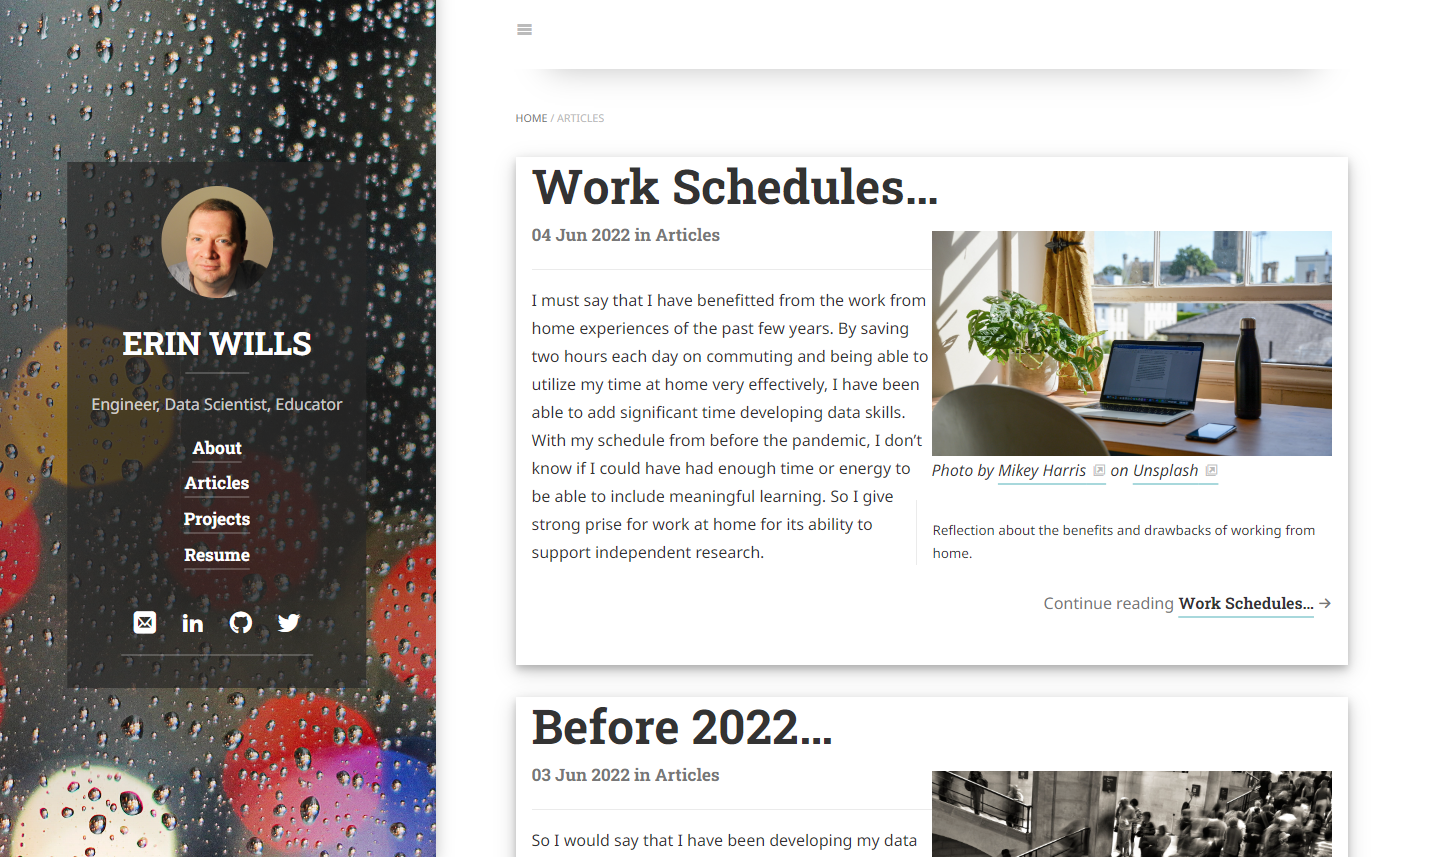 ERIN WILLS
Engineer, Data Scientist, Educator
About
Articles
Projects
Resume
HOME / ARTICLES
Work Schedules...
04 Jun 2022 in Articles
I must say that I have benefitted from the work from
home experiences of the past few years. By saving
two hours each day on commuting and being able to
utilize my time at home very effectively, I have been
able to add significant time developing data skills.
With my schedule from before the pandemic, I don't
know if I could have had enough time or energy to
be able to include meaningful learning. So I give
strong prise for work at home for its ability to
support independent research.
Photo by Mikey Harris on Unsplash
Reflection about the benefits and drawbacks of working from
home.
Continue reading Work Schedules... →
Before 2022...
03 Jun 2022 in Articles
So I would say that I have been developing my data